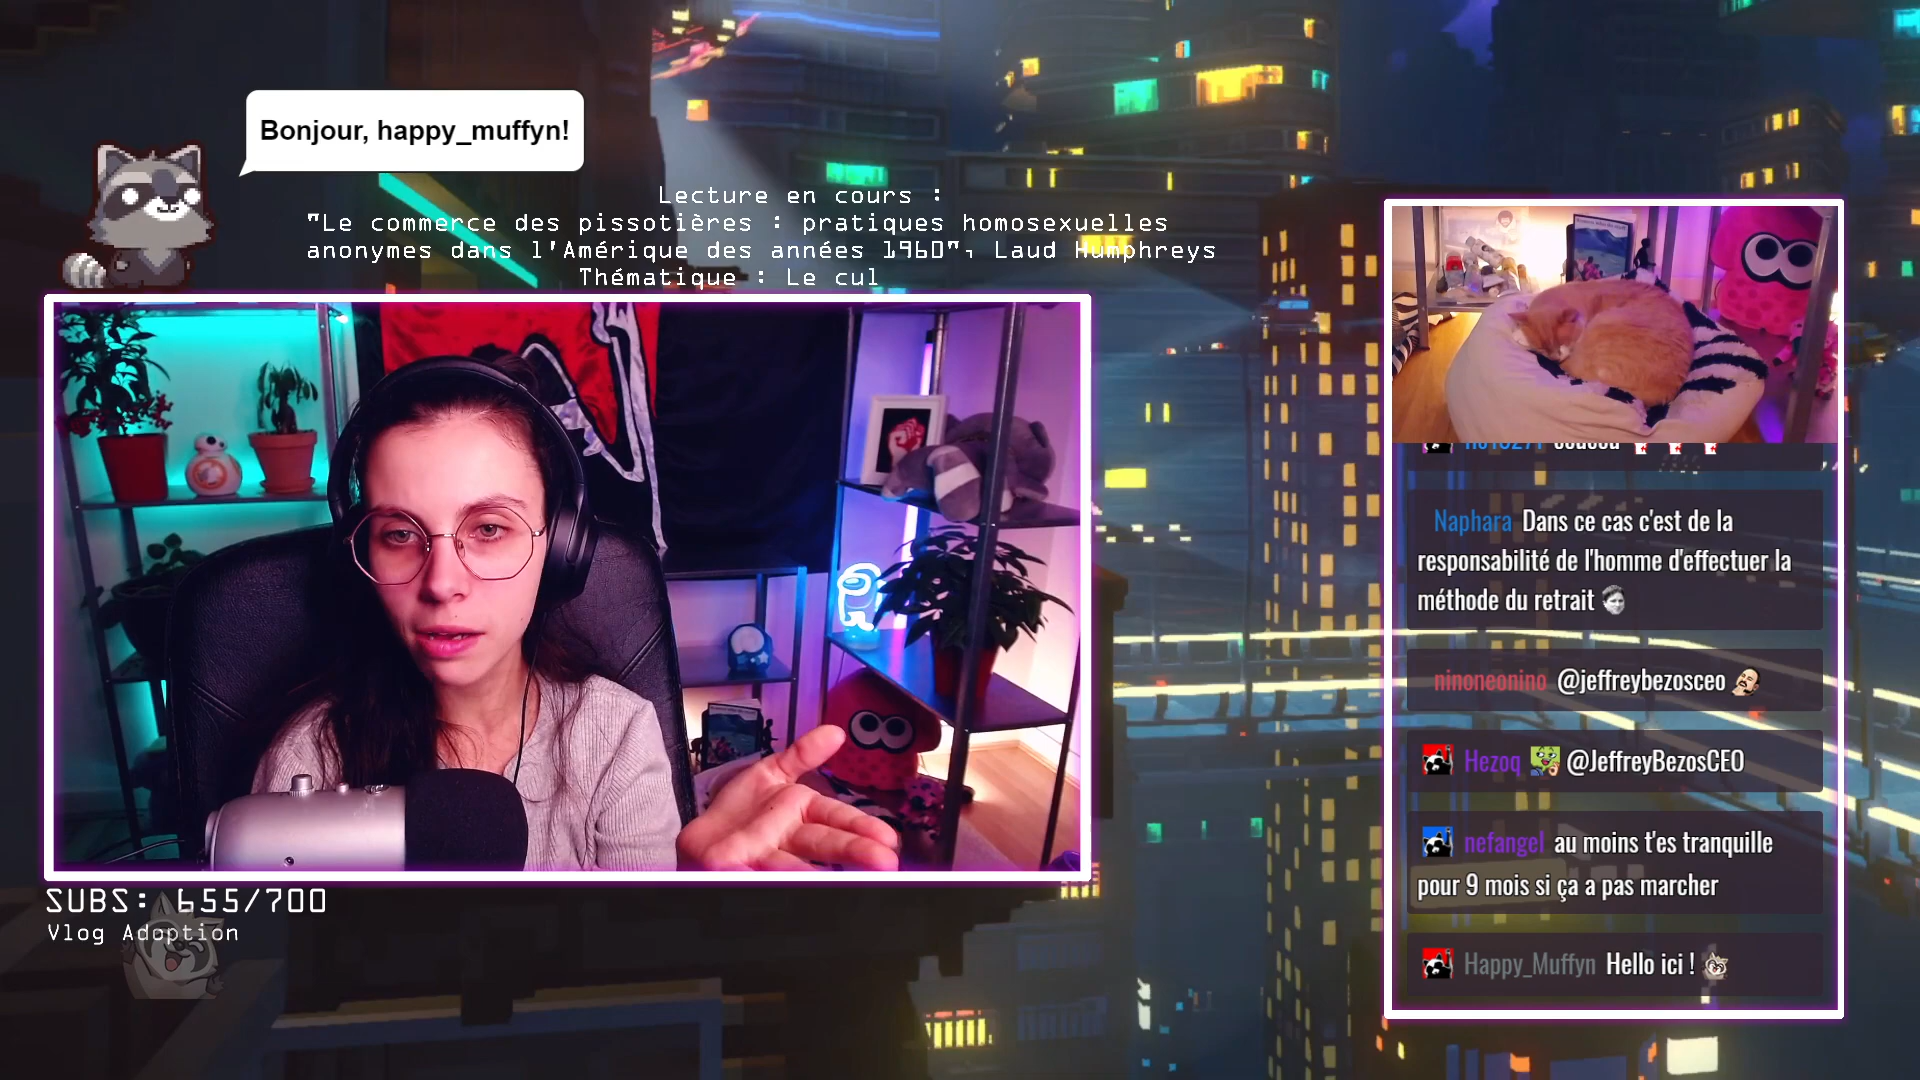 Bonjour, happy_muffyn!
Lecture en cours :
"Le commerce des pissotières : pratiques homosexuelles
anonymes dans l'Amérique des années 1960", Laud Humphreys
Thématique : Le cul
SUBS: 655/700
Vlog Adoption
Naphara Dans ce cas c'est de la
responsabilité de l'homme d'effectuer la
méthode du retrait
ninoneonino @jeffreybezosceo
Hezoq @JeffreyBezosCEO
nefangel au moins t'es tranquille
pour 9 mois si ça a pas marcher
Happy_Muffyn Hello ici !